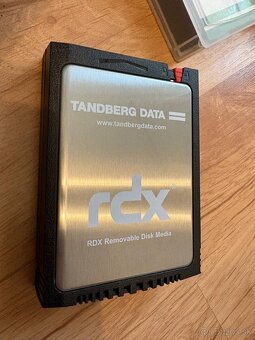 TANDBERG DATA
www.tandbergdata.com
rdx
RDX Removable Disk Media